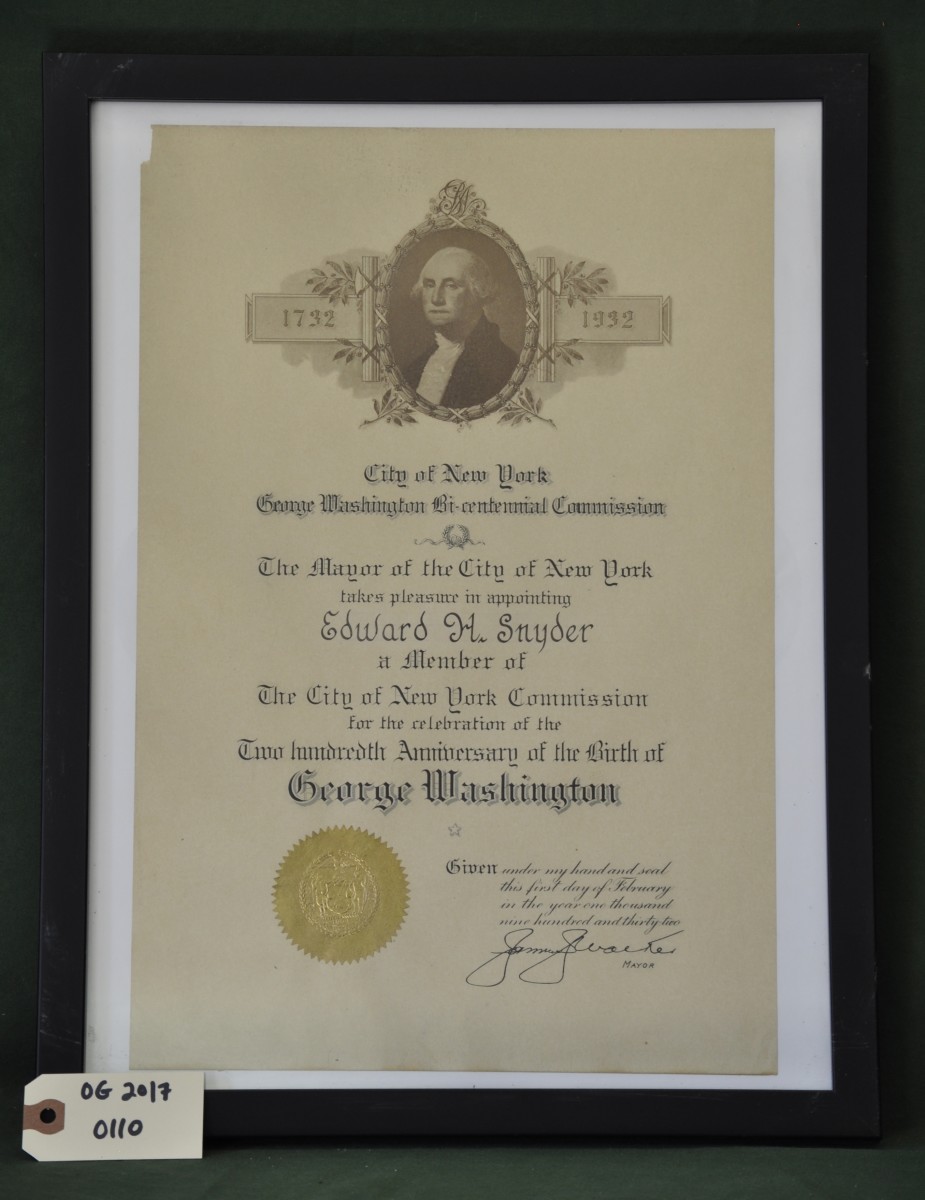 GW
1732
1932
City of New York
George Washington Bi-centennial Commission
The Mayor of the City of New York
takes pleasure in appointing
Edward H. Snyder
a Member of
The City of New York Commission
for the celebration of the
Two hundredth Anniversary of the Birth of
George Washington
Given under my hand and seal
this first day of February
in the year one thousand
nine hundred and thirty-two
James J Walker
MAYOR
OG 2017
0110